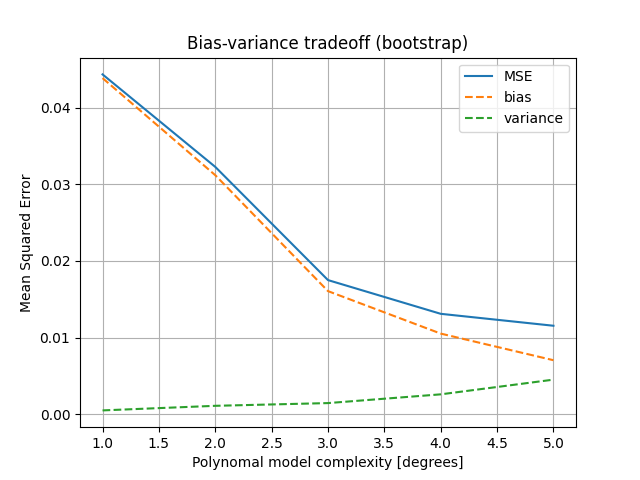 Bias-variance tradeoff (bootstrap)
MSE
bias
variance
Mean Squared Error
0.04
0.03
0.02
0.01
0.00
1.0 1.5 2.0 2.5 3.0 3.5 4.0 4.5 5.0
Polynomal model complexity [degrees]